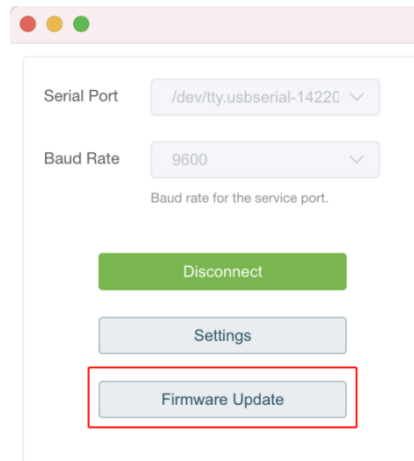 Serial Port
/dev/tty.usbserial-14220
Baud Rate
9600
Baud rate for the service port.
Disconnect
Settings
Firmware Update